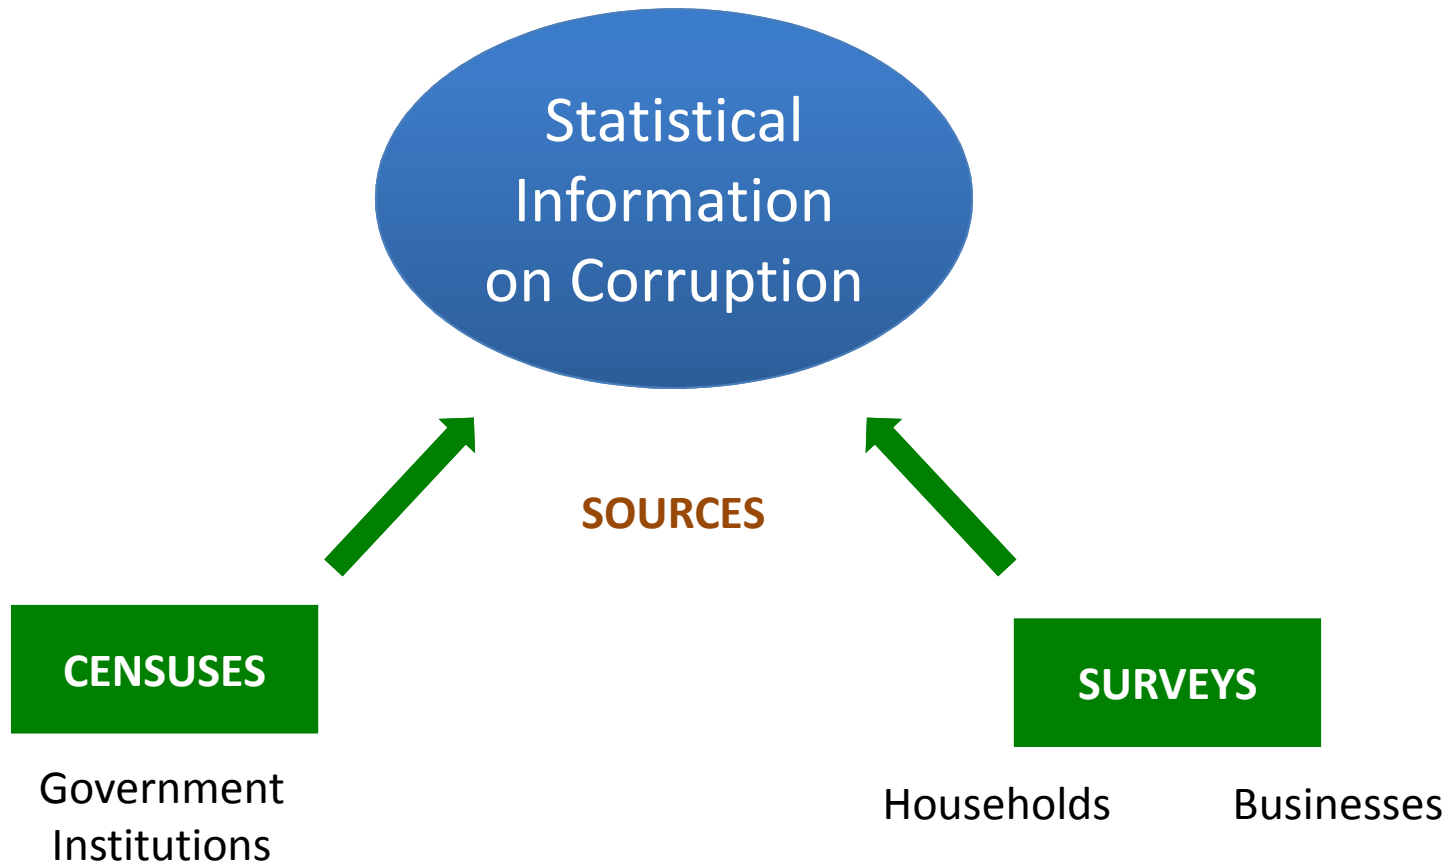 Statistical
Information
on Corruption
SOURCES
CENSUSES
Government
Institutions
SURVEYS
Households
Businesses